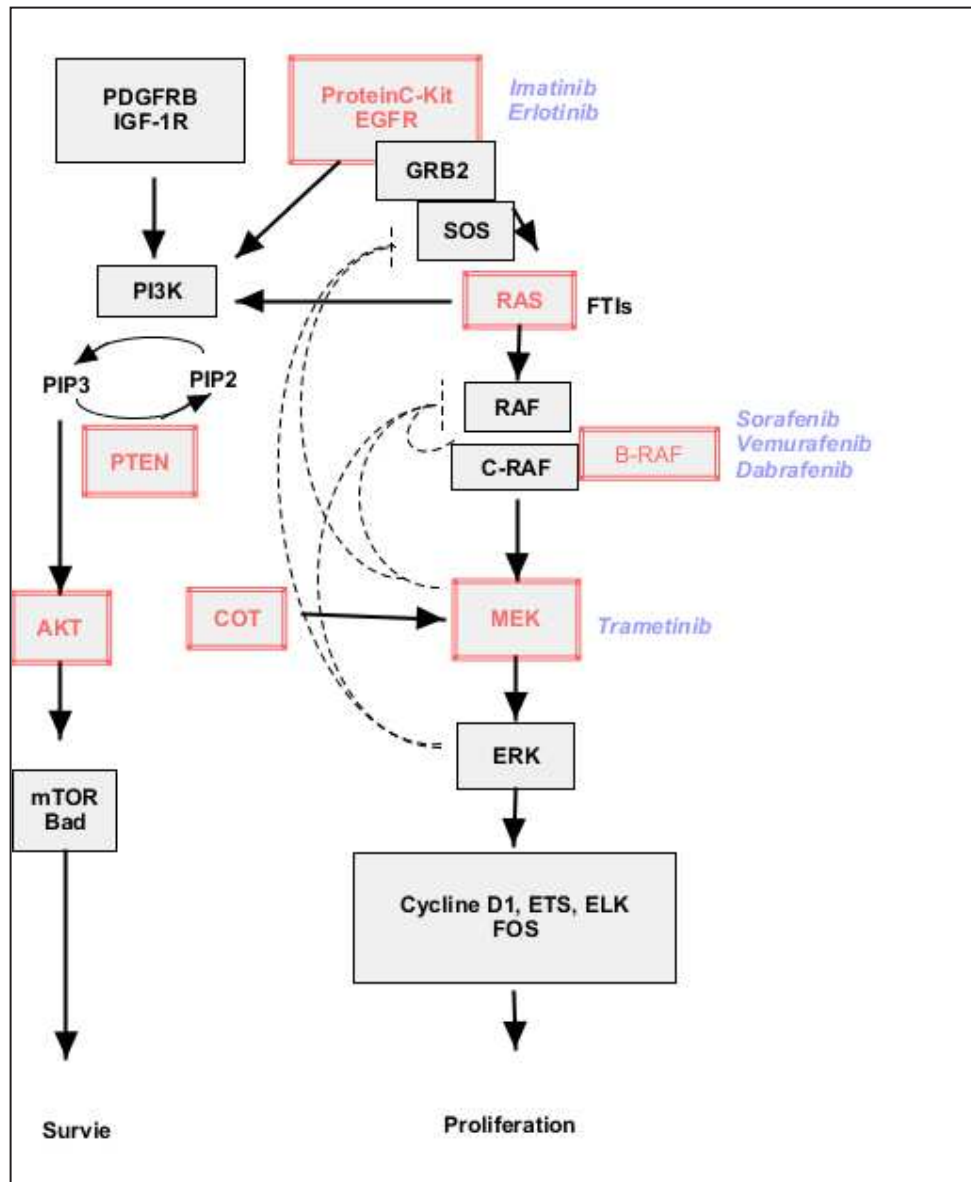 PDGFRB
IGF-1R
ProteinC-Kit
EGFR
Imatinib
Erlotinib
GRB2
SOS
PI3K
RAS
FTIs
PIP3
PIP2
RAF
PTEN
C-RAF
B-RAF
Sorafenib
Vemurafenib
Dabrafenib
AKT
COT
MEK
Trametinib
ERK
mTOR
Bad
Cycline D1, ETS, ELK
FOS
Survie
Proliferation